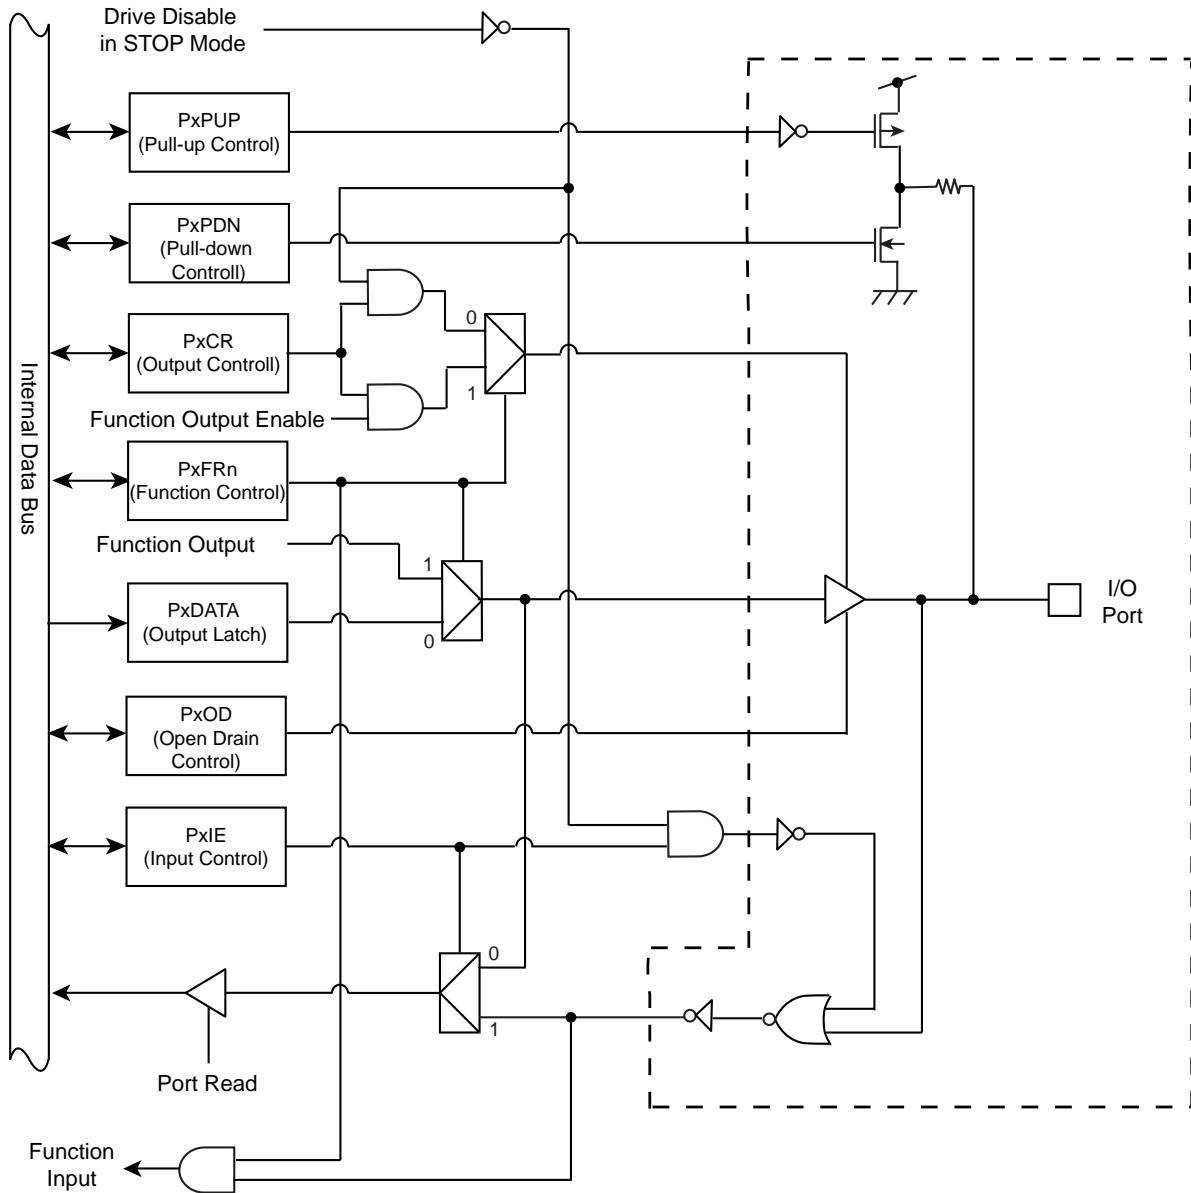 Drive Disable
in STOP Mode
PxPUP
(Pull-up Control)
PxPDN
(Pull-down
Controll)
PxCR
(Output Controll)
0
1
Function Output Enable
Internal Data Bus
PxFRn
(Function Control)
Function Output
1
0
PxDATA
(Output Latch)
I/O
Port
PxOD
(Open Drain
Control)
PxIE
(Input Control)
0
1
Port Read
Function
Input